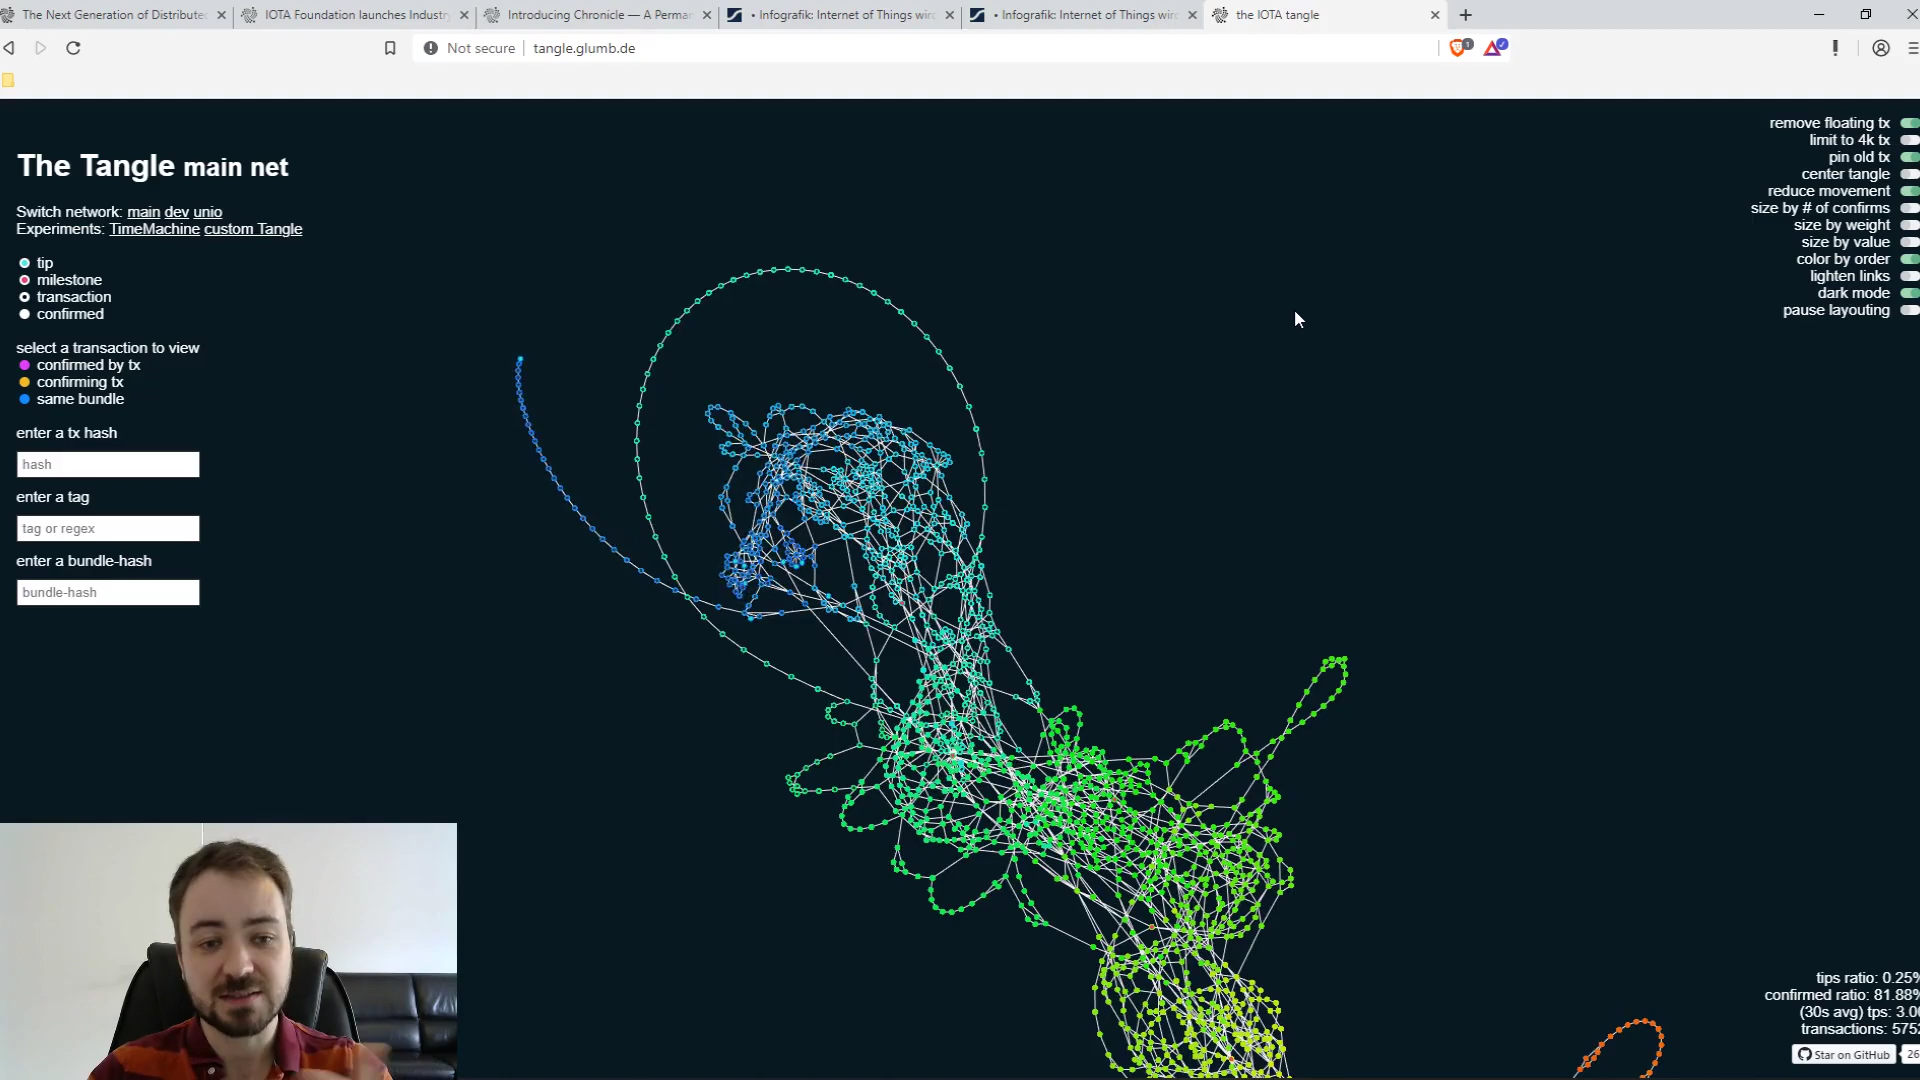 The Next Generation of Distribute
IOTA Foundation launches Industr
Introducing Chronicle — A Perman
• Infografik: Internet of Things wir
• Infografik: Internet of Things wir
the IOTA tangle
Not secure
tangle.glumb.de
1
remove floating tx
limit to 4k tx
pin old tx
center tangle
reduce movement
size by # of confirms
size by weight
size by value
color by order
lighten links
dark mode
pause layouting
The Tangle main net
Switch network: main dev unio
Experiments: TimeMachine custom Tangle
tip
milestone
transaction
confirmed
select a transaction to view
confirmed by tx
confirming tx
same bundle
enter a tx hash
hash
enter a tag
tag or regex
enter a bundle-hash
bundle-hash
tips ratio: 0.25%
confirmed ratio: 81.88%
(30s avg) tps: 3.00
transactions: 5752
Star on GitHub
26